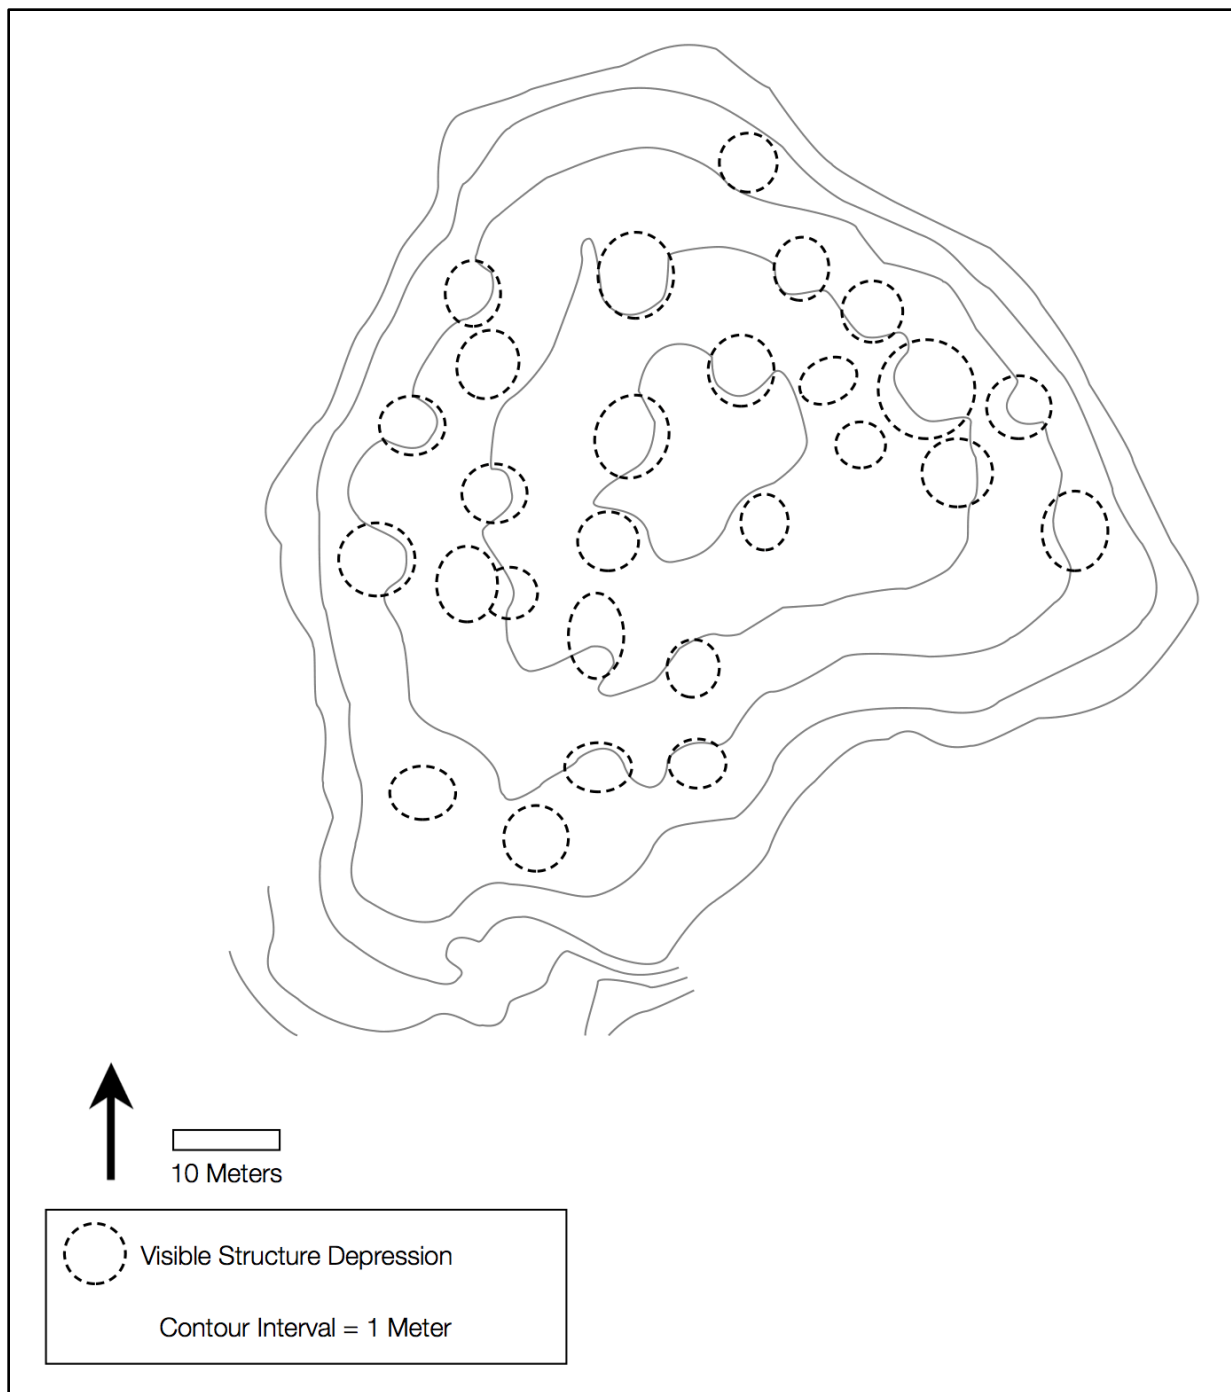 10 Meters
Visible Structure Depression
Contour Interval = 1 Meter